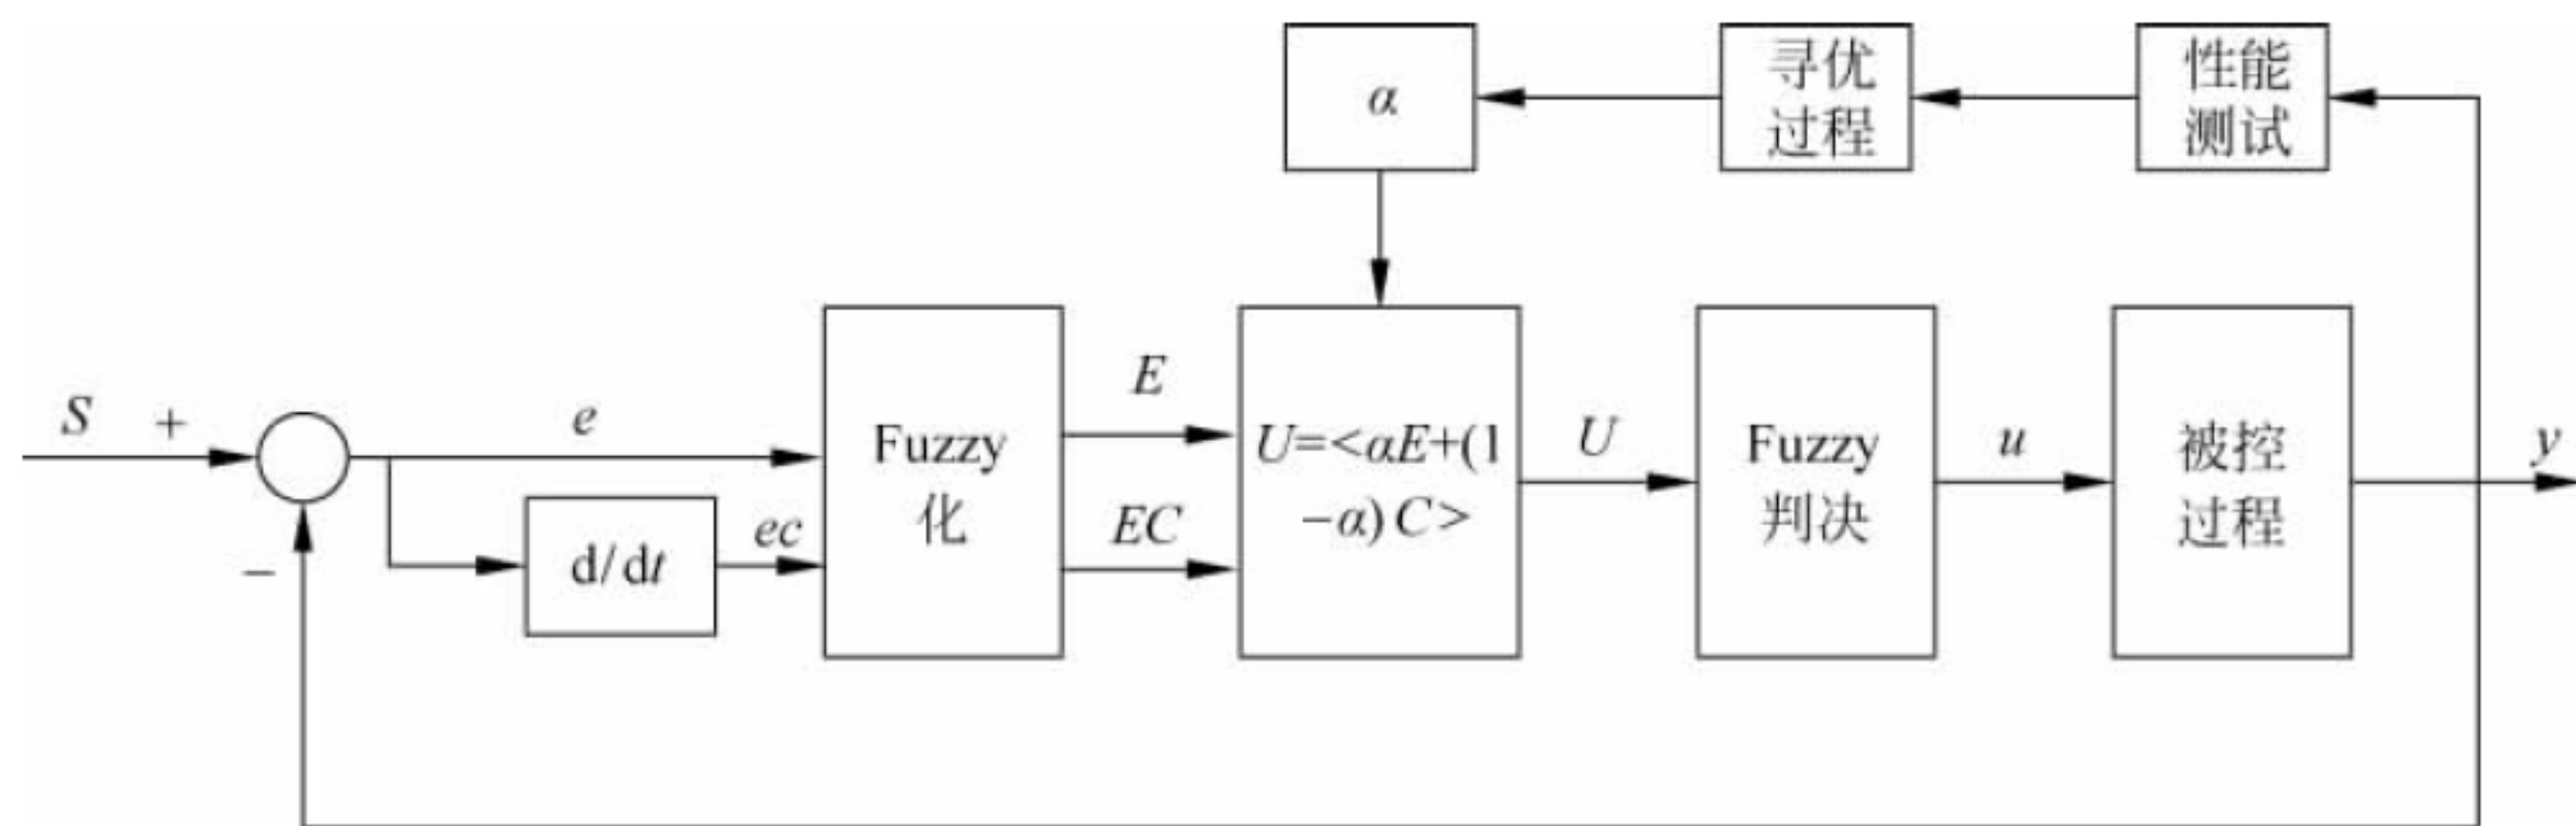 α
寻优
过程
性能
测试
S
+
−
e
d/dt
ec
Fuzzy
化
E
EC
U=<αE+(1
−α)C>
U
Fuzzy
判决
u
被控
过程
y